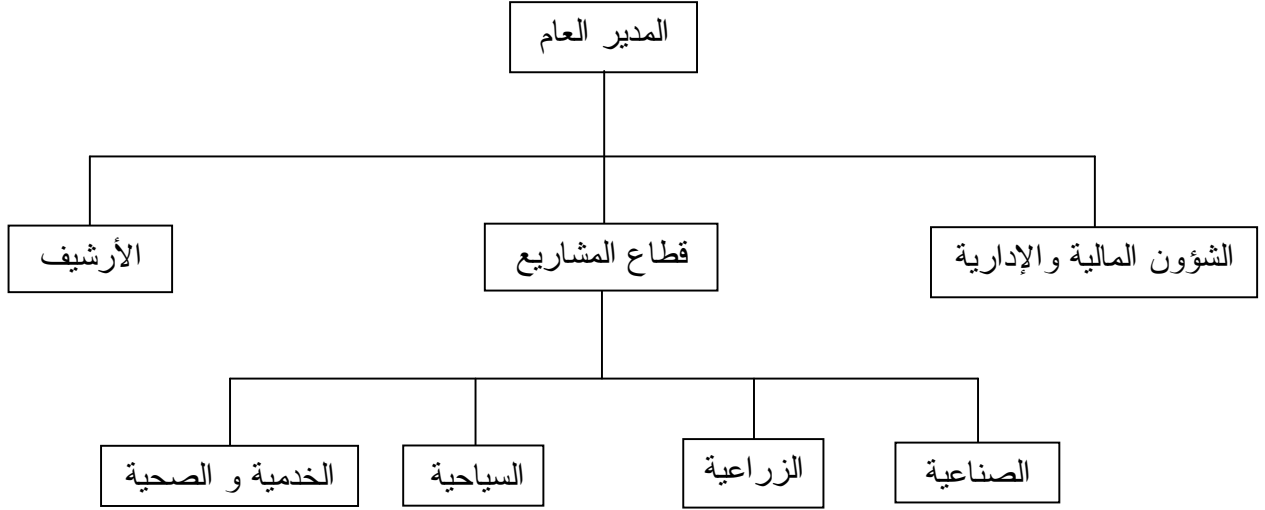 المدير العام
الشؤون المالية والإدارية
قطاع المشاريع
الأرشيف
الصناعية
الزراعية
السياحية
الخدمية و الصحية